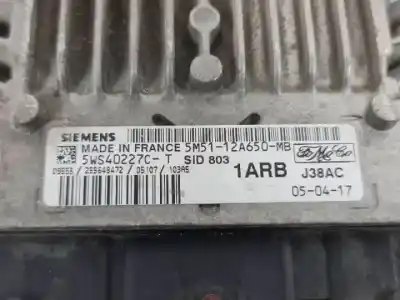 SIEMENS
MADE IN FRANCE 5M51-12A650-MB
5WS40227C-T SID 803
1ARB J38AC
05-04-17